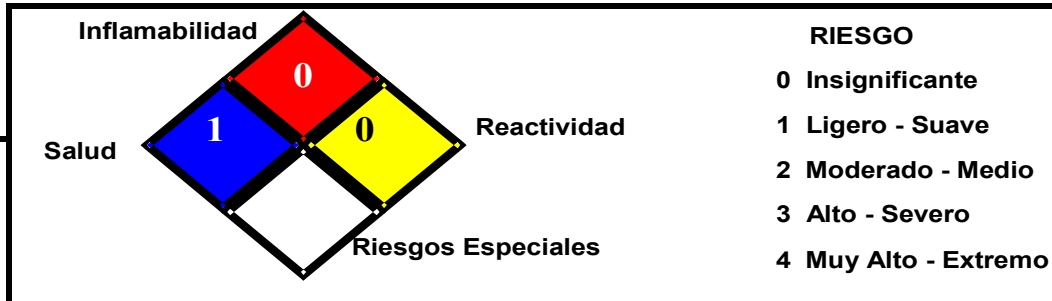 Inflamabilidad
0
1
0
Salud
Reactividad
Riesgos Especiales
RIESGO
0 Insignificante
1 Ligero - Suave
2 Moderado - Medio
3 Alto - Severo
4 Muy Alto - Extremo